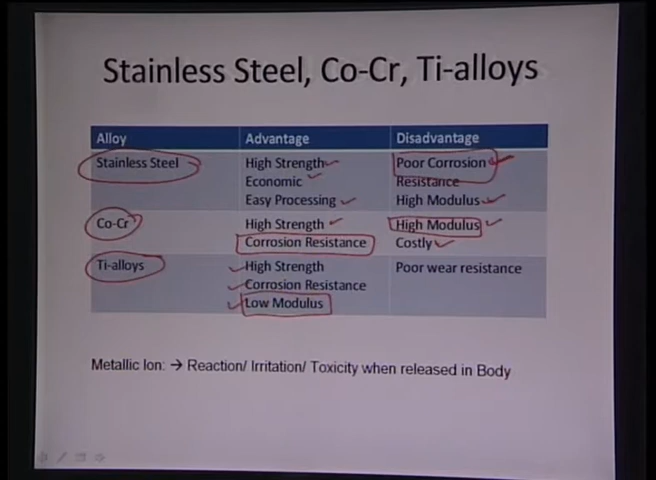 Stainless Steel, Co-Cr, Ti-alloys
Alloy Advantage Disadvantage
Stainless Steel High Strength Poor Corrosion
Economic Resistance
Easy Processing High Modulus
Co-Cr High Strength High Modulus
Corrosion Resistance Costly
Ti-alloys High Strength Poor wear resistance
Corrosion Resistance
Low Modulus
Metallic Ion: → Reaction/ Irritation/ Toxicity when released in Body